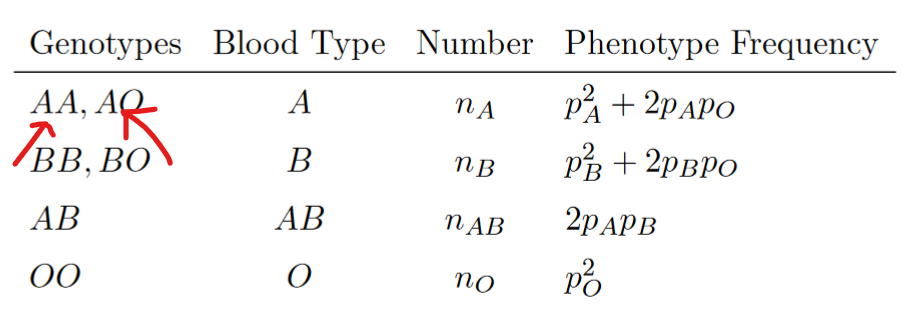 Genotypes Blood Type Number Phenotype Frequency
AA, AO A n_A p_A^2 + 2p_Ap_O
BB, BO B n_B p_B^2 + 2p_Bp_O
AB AB n_{AB} 2p_Ap_B
OO O n_O p_O^2